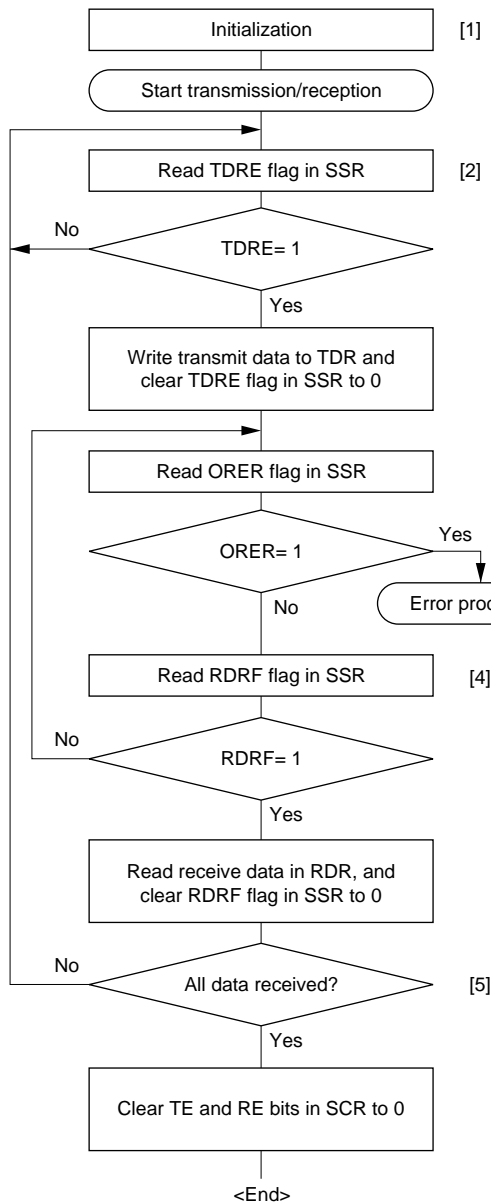 Initialization [1]
Start transmission/reception
Read TDRE flag in SSR [2]
No
TDRE= 1
Yes
Write transmit data to TDR and
clear TDRE flag in SSR to 0
Read ORER flag in SSR
Yes
ORER= 1
No
Error
Read RDRF flag in SSR [4]
No
RDRF= 1
Yes
Read receive data in RDR, and
clear RDRF flag in SSR to 0
No
All data received? [5]
Yes
Clear TE and RE bits in SCR to 0
<End>